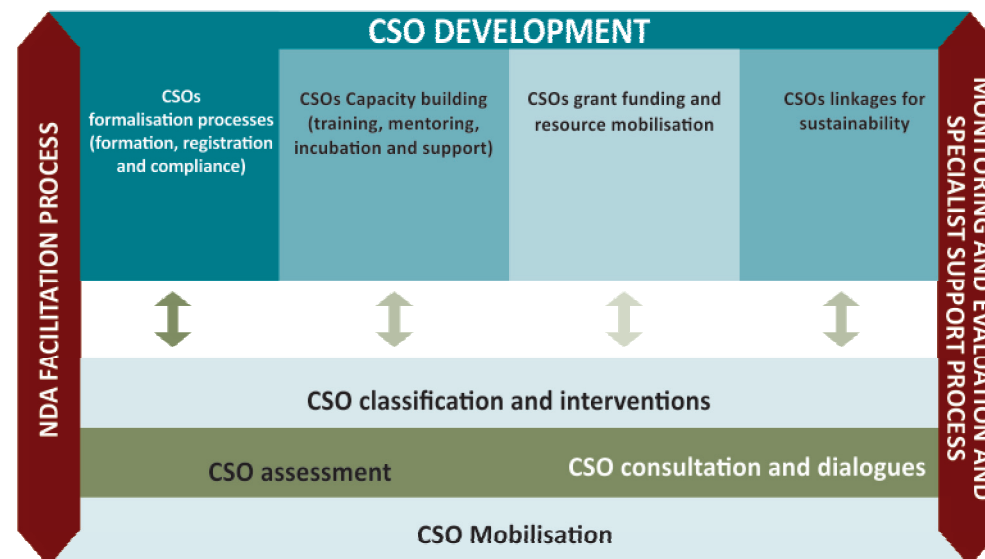 CSO DEVELOPMENT
NDA FACILITATION PROCESS
CSOs
formalisation processes
(formation, registration
and compliance)
CSOs Capacity building
(training, mentoring,
incubation and support)
CSOs grant funding and
resource mobilisation
CSOs linkages for
sustainability
MONITORING AND EVALUATION AND
SPECIALIST SUPPORT PROCESS
CSO classification and interventions
CSO assessment
CSO consultation and dialogues
CSO Mobilisation